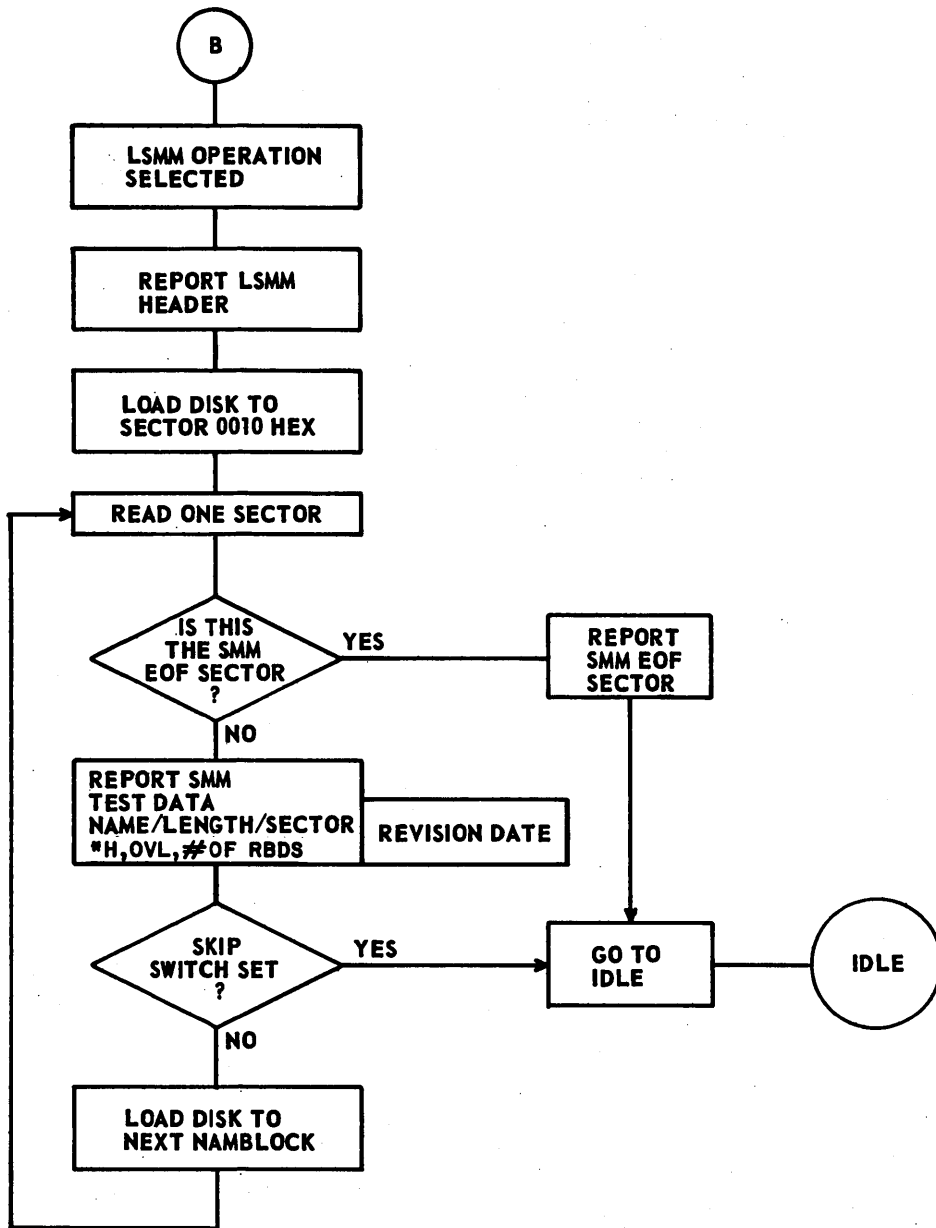 B
LSMM OPERATION
SELECTED
REPORT LSMM
HEADER
LOAD DISK TO
SECTOR 0010 HEX
READ ONE SECTOR
IS THIS
THE SMM
EOF SECTOR
?
YES
REPORT
SMM EOF
SECTOR
NO
REPORT SMM
TEST DATA
NAME/LENGTH/SECTOR
*H,OVL,#OF RBDS
REVISION DATE
SKIP
SWITCH SET
?
YES
GO TO
IDLE
IDLE
NO
LOAD DISK TO
NEXT NAMBLOCK